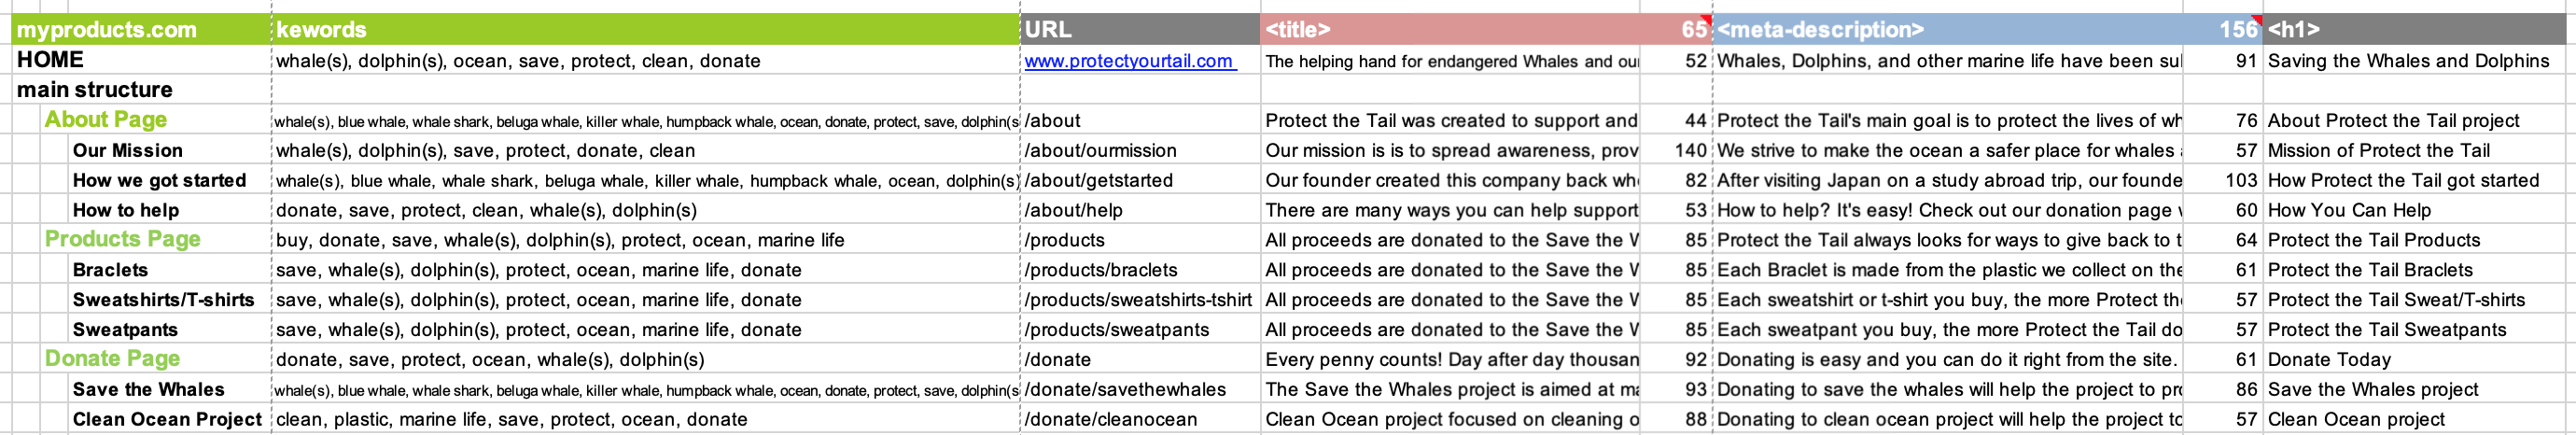 myproducts.com kewords URL <title> 65 <meta-description> 156 <h1>
HOME whale(s), dolphin(s), ocean, save, protect, clean, donate www.protectyourtail.com The helping hand for endangered Whales and ou 52 Whales, Dolphins, and other marine life have been su 91 Saving the Whales and Dolphins
main structure
About Page whale(s), blue whale, whale shark, beluga whale, killer whale, humpback whale, ocean, donate, protect, save, dolphin(s /about Protect the Tail was created to support and 44 Protect the Tail's main goal is to protect the lives of wh 76 About Protect the Tail project
Our Mission whale(s), dolphin(s), save, protect, donate, clean /about/ourmission Our mission is is to spread awareness, prov 140 We strive to make the ocean a safer place for whales 57 Mission of Protect the Tail
How we got started whale(s), blue whale, whale shark, beluga whale, killer whale, humpback whale, ocean, dolphin(s) /about/getstarted Our founder created this company back wh 82 After visiting Japan on a study abroad trip, our founde 103 How Protect the Tail got started
How to help donate, save, protect, clean, whale(s), dolphin(s) /about/help There are many ways you can help support 53 How to help? It's easy! Check out our donation page 60 How You Can Help
Products Page buy, donate, save, whale(s), dolphin(s), protect, ocean, marine life /products All proceeds are donated to the Save the 85 Protect the Tail always looks for ways to give back to t 64 Protect the Tail Products
Braclets save, whale(s), dolphin(s), protect, ocean, marine life, donate /products/braclets All proceeds are donated to the Save the 85 Each Braclet is made from the plastic we collect on the 61 Protect the Tail Braclets
Sweatshirts/T-shirts save, whale(s), dolphin(s), protect, ocean, marine life, donate /products/sweatshirts-tshirt All proceeds are donated to the Save the 85 Each sweatshirt or t-shirt you buy, the more Protect th 57 Protect the Tail Sweat/T-shirts
Sweatpants save, whale(s), dolphin(s), protect, ocean, marine life, donate /products/sweatpants All proceeds are donated to the Save the 85 Each sweatpant you buy, the more Protect the Tail do 57 Protect the Tail Sweatpants
Donate Page donate, save, protect, ocean, whale(s), dolphin(s) /donate Every penny counts! Day after day thousan 92 Donating is easy and you can do it right from the site. 61 Donate Today
Save the Whales whale(s), blue whale, whale shark, beluga whale, killer whale, humpback whale, ocean, donate, protect, save, dolphin(s /donate/savethewhales The Save the Whales project is aimed at ma 93 Donating to save the whales will help the project to pr 86 Save the Whales project
Clean Ocean Project clean, plastic, marine life, save, protect, ocean, donate /donate/cleanocean Clean Ocean project focused on cleaning o 88 Donating to clean ocean project will help the project to 57 Clean Ocean project